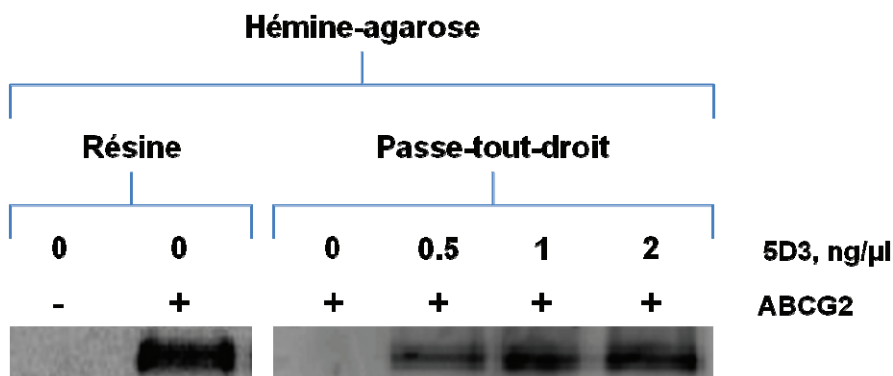 Hémine-agarose
Résine Passe-tout-droit
0 0 0 0.5 1 2 5D3, ng/µl
- + + + + + ABCG2